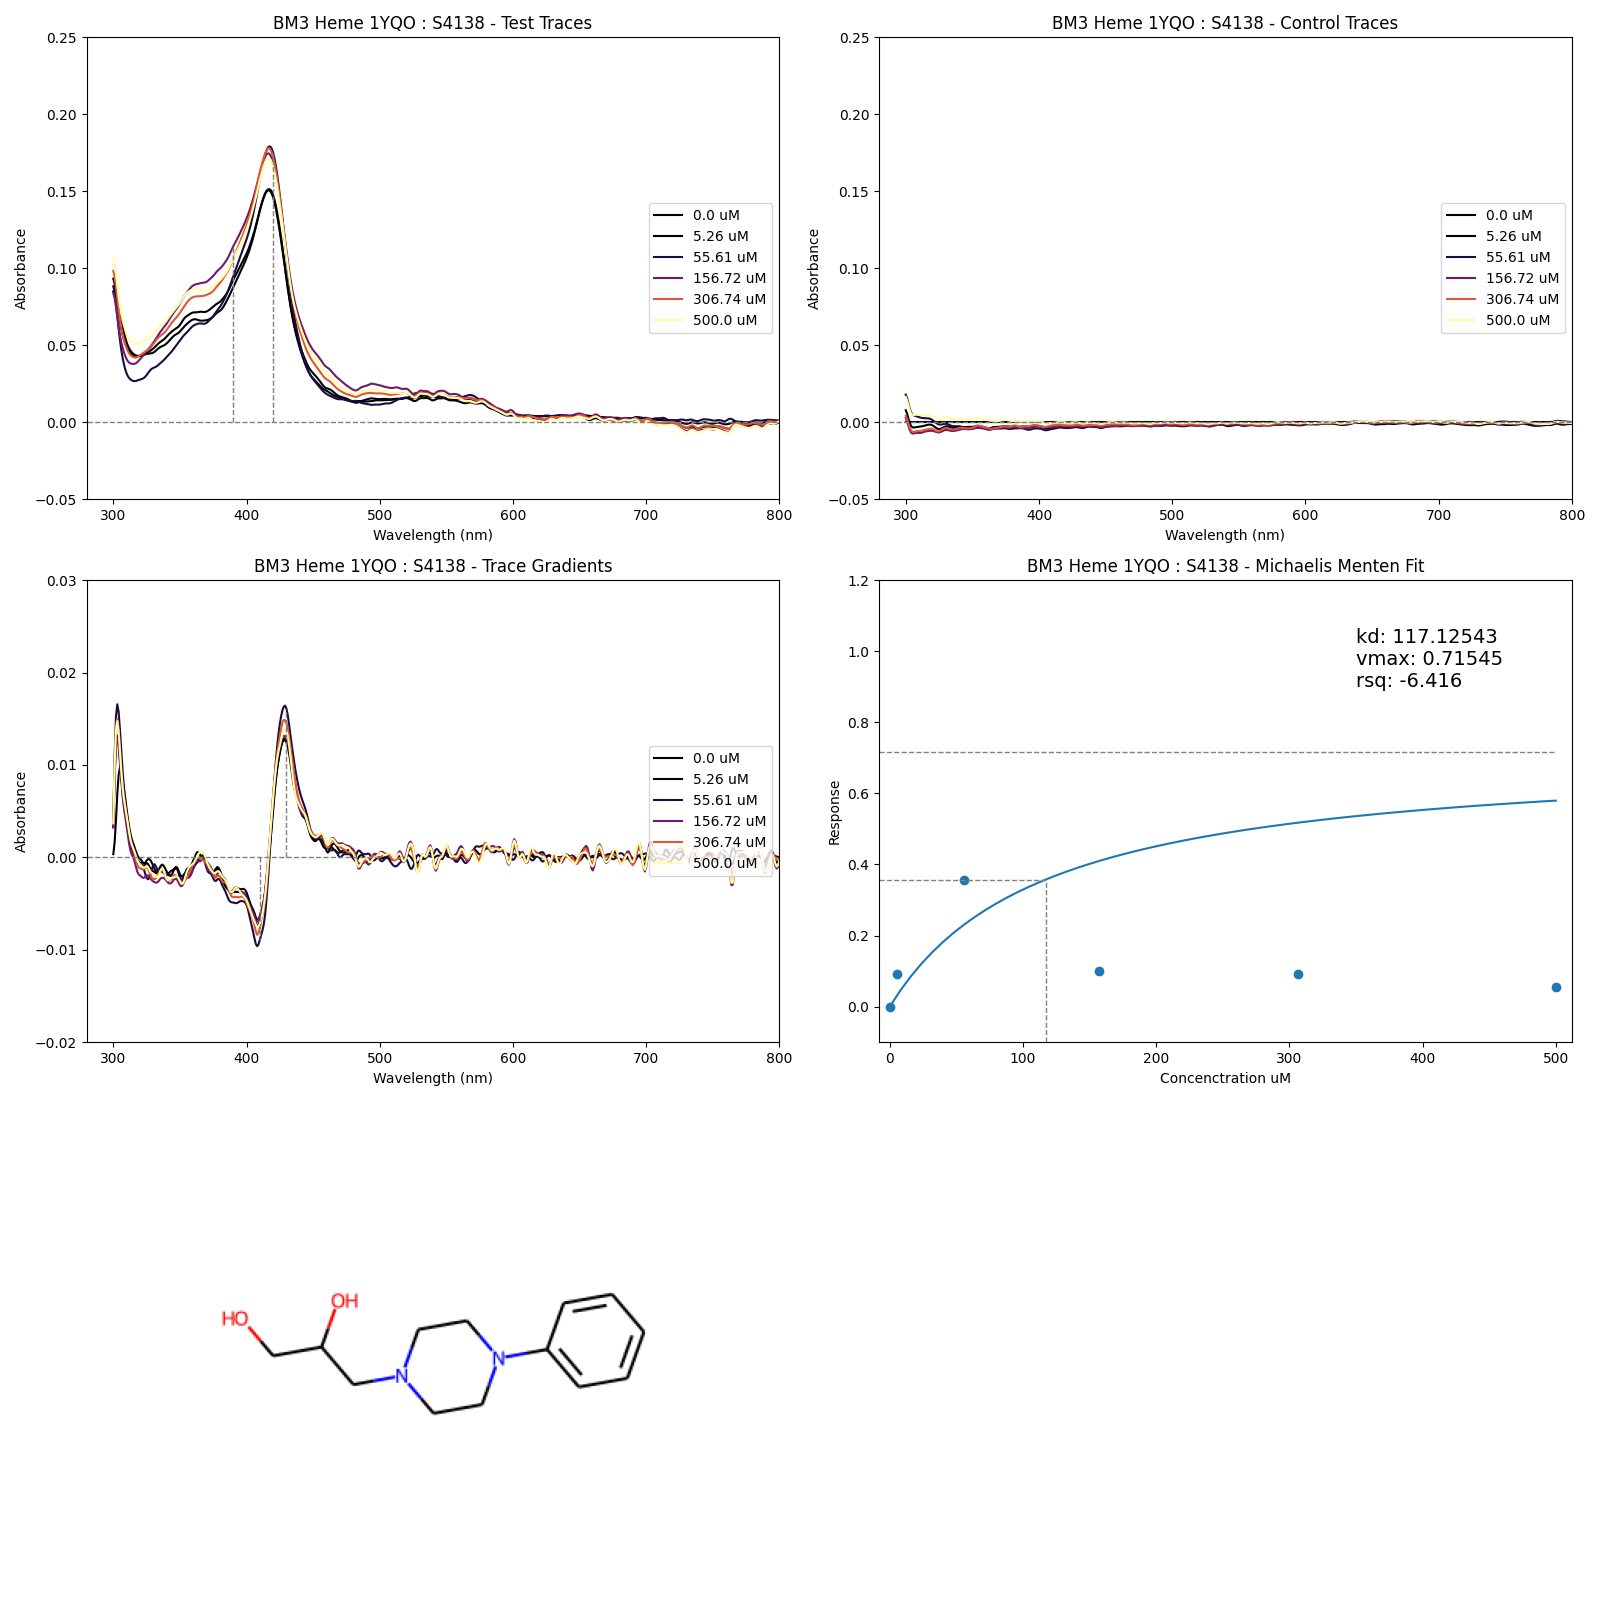 BM3 Heme 1YQO : S4138 - Test Traces
0.25
0.20
0.15
0.10
0.05
0.00
−0.05
Absorbance
300 400 500 600 700 800
Wavelength (nm)
0.0 uM
5.26 uM
55.61 uM
156.72 uM
306.74 uM
500.0 uM
BM3 Heme 1YQO : S4138 - Control Traces
0.25
0.20
0.15
0.10
0.05
0.00
−0.05
Absorbance
300 400 500 600 700 800
Wavelength (nm)
0.0 uM
5.26 uM
55.61 uM
156.72 uM
306.74 uM
500.0 uM
BM3 Heme 1YQO : S4138 - Trace Gradients
0.03
0.02
0.01
0.00
−0.01
−0.02
Absorbance
300 400 500 600 700 800
Wavelength (nm)
0.0 uM
5.26 uM
55.61 uM
156.72 uM
306.74 uM
500.0 uM
BM3 Heme 1YQO : S4138 - Michaelis Menten Fit
1.2
1.0
0.8
0.6
0.4
0.2
0.0
Response
0 100 200 300 400 500
Concenctration uM
kd: 117.12543
vmax: 0.71545
rsq: -6.416
HO
OH
N
N